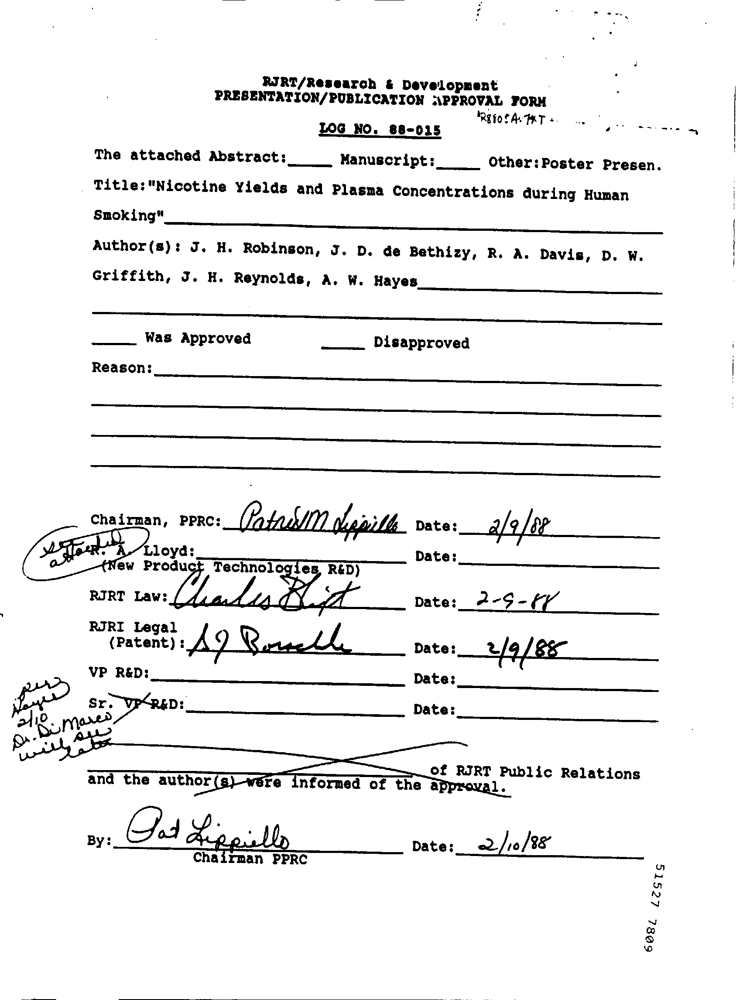 RJRT/Research & Development
PRESENTATION/PUBLICATION APPROVAL FORM
LOG NO. 88-015
The attached Abstract:_____ Manuscript:_____ Other:Poster Presen.
Title:"Nicotine Yields and Plasma Concentrations during Human
Smoking"
Author(s): J. H. Robinson, J. D. de Bethizy, R. A. Davis, D. W.
Griffith, J. H. Reynolds, A. W. Hayes
_____ Was Approved _____ Disapproved
Reason:
Chairman, PPRC: Patrick M Lippiello Date: 2/9/88
see attached
R. A. Lloyd: Date:
(New Product Technologies R&D)
RJRT Law: Charles Date: 2-9-88
RJRI Legal
(Patent): Date: 2/9/88
VP R&D: Date:
Sr. VP R&D: Date:
per
Hayes
2/10
Dr. Di Marco
will see
later
of RJRT Public Relations
and the author(s) were informed of the approval.
By: Pat Lippiello Date: 2/10/88
Chairman PPRC
51527 7809